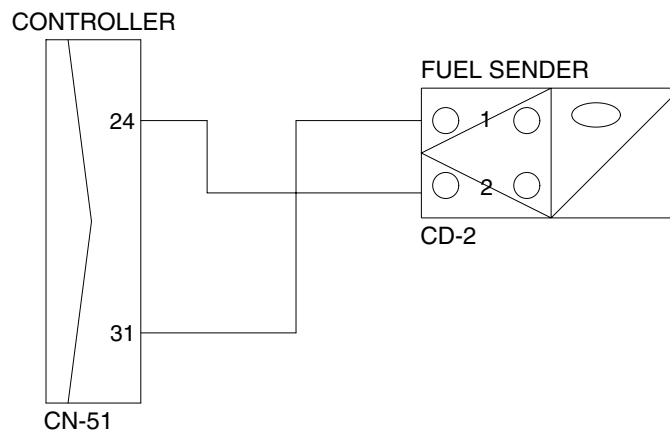 CONTROLLER
FUEL SENDER
24
1
2
CD-2
31
CN-51